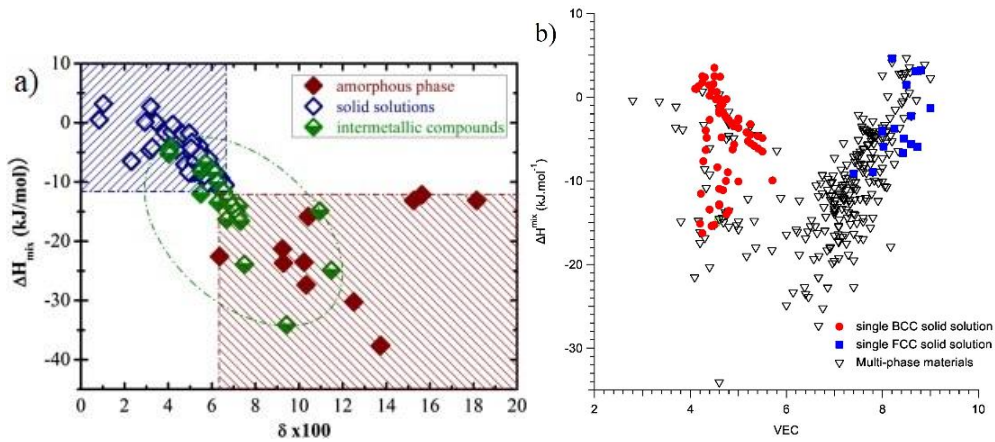 a)
ΔHmix (kJ/mol))
10
0
-10
-20
-30
-40
0 2 4 6 8 10 12 14 16 18 20
δ x100
amorphous phase
solid solutions
intermetallic compounds
b)
ΔHmix (kJ.mol-1)
10
0
-10
-20
-30
2 4 6 8 10
VEC
single BCC solid solution
single FCC solid solution
Multi-phase materials